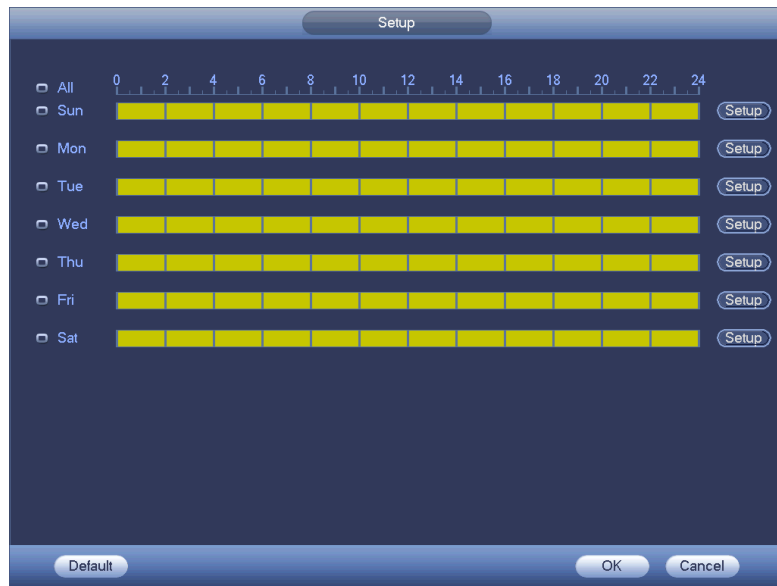 Setup
All 0 2 4 6 8 10 12 14 16 18 20 22 24
Sun Setup
Mon Setup
Tue Setup
Wed Setup
Thu Setup
Fri Setup
Sat Setup
Default OK Cancel